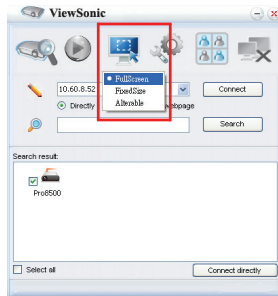 ViewSonic
FullScreen
FixedSize
Alterable
10.60.8.52
Connect
Directly
webpage
Search
Search result:
Pro8500
Select all
Connect directly